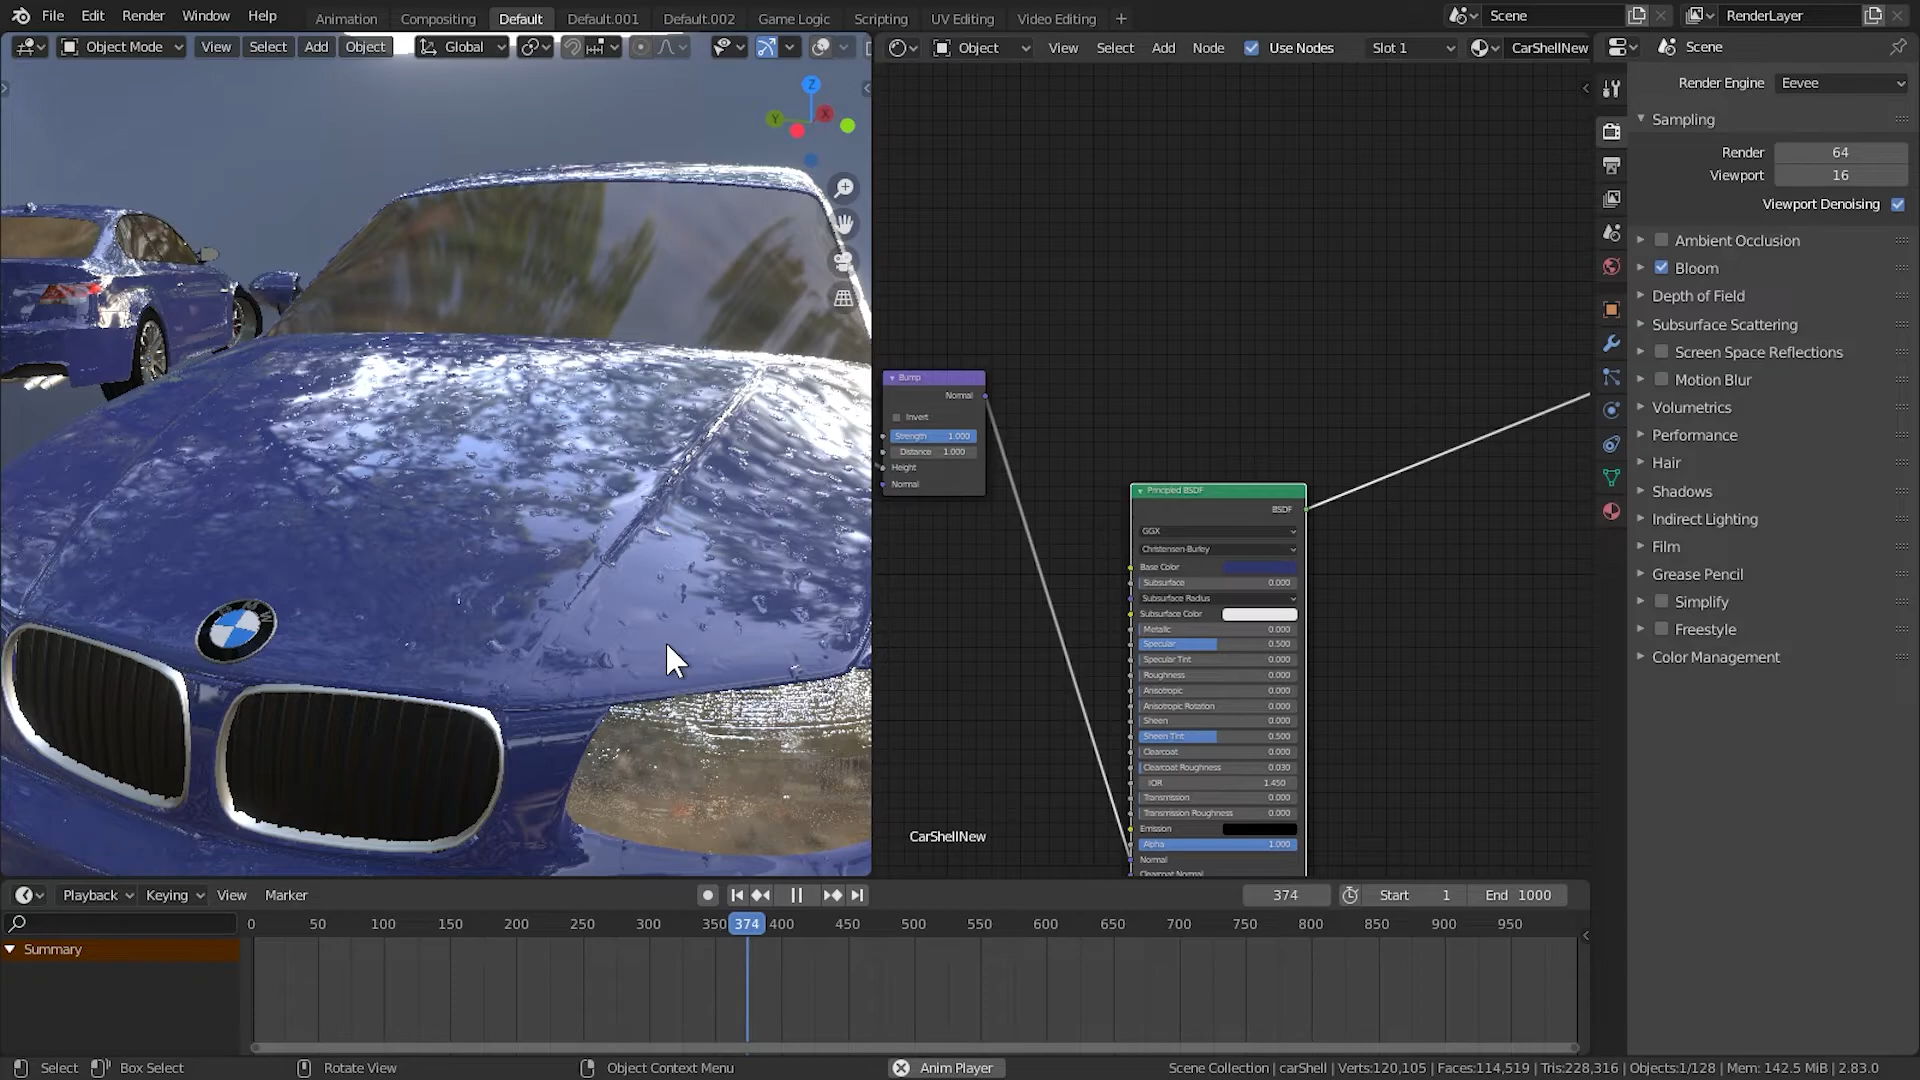 File Edit Render Window Help Animation Compositing Default Default.001 Default.002 Game Logic Scripting UV Editing Video Editing + Scene RenderLayer
Object Mode View Select Add Object Global Object View Select Add Node Use Nodes Slot 1 CarShellNew Scene
Z
Y X
Render Engine Eevee
Sampling
Render 64
Viewport 16
Viewport Denoising
Ambient Occlusion
Bloom
Depth of Field
Subsurface Scattering
Screen Space Reflections
Motion Blur
Volumetrics
Performance
Hair
Shadows
Indirect Lighting
Film
Grease Pencil
Simplify
Freestyle
Color Management
Bump
Normal
Invert
Strength 1.000
Distance 1.000
Height
Normal
Principled BSDF
BSDF
GGX
Christensen-Burley
Base Color
Subsurface 0.000
Subsurface Radius
Subsurface Color
Metallic 0.000
Specular 0.500
Specular Tint 0.000
Roughness 0.000
Anisotropic 0.000
Anisotropic Rotation 0.000
Sheen 0.000
Sheen Tint 0.500
Clearcoat 0.000
Clearcoat Roughness 0.030
IOR 1.450
Transmission 0.000
Transmission Roughness 0.000
Emission
Alpha 1.000
Normal
Clearcoat Normal
CarShellNew
Playback Keying View Marker 374 Start 1 End 1000
0 50 100 150 200 250 300 350 374 400 450 500 550 600 650 700 750 800 850 900 950
Summary
Select Box Select Rotate View Object Context Menu Anim Player Scene Collection | carShell | Verts:120,105 | Faces:114,519 | Tris:228,316 | Objects:1/128 | Mem: 142.5 MiB | 2.83.0